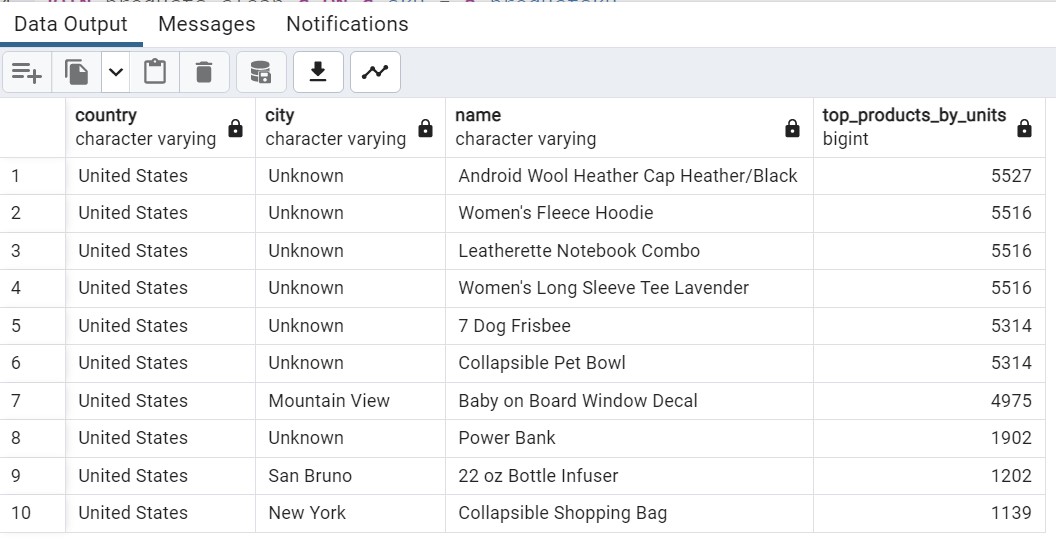 Data Output Messages Notifications
country city name top_products_by_units
character varying character varying character varying bigint
1 United States Unknown Android Wool Heather Cap Heather/Black 5527
2 United States Unknown Women's Fleece Hoodie 5516
3 United States Unknown Leatherette Notebook Combo 5516
4 United States Unknown Women's Long Sleeve Tee Lavender 5516
5 United States Unknown 7 Dog Frisbee 5314
6 United States Unknown Collapsible Pet Bowl 5314
7 United States Mountain View Baby on Board Window Decal 4975
8 United States Unknown Power Bank 1902
9 United States San Bruno 22 oz Bottle Infuser 1202
10 United States New York Collapsible Shopping Bag 1139